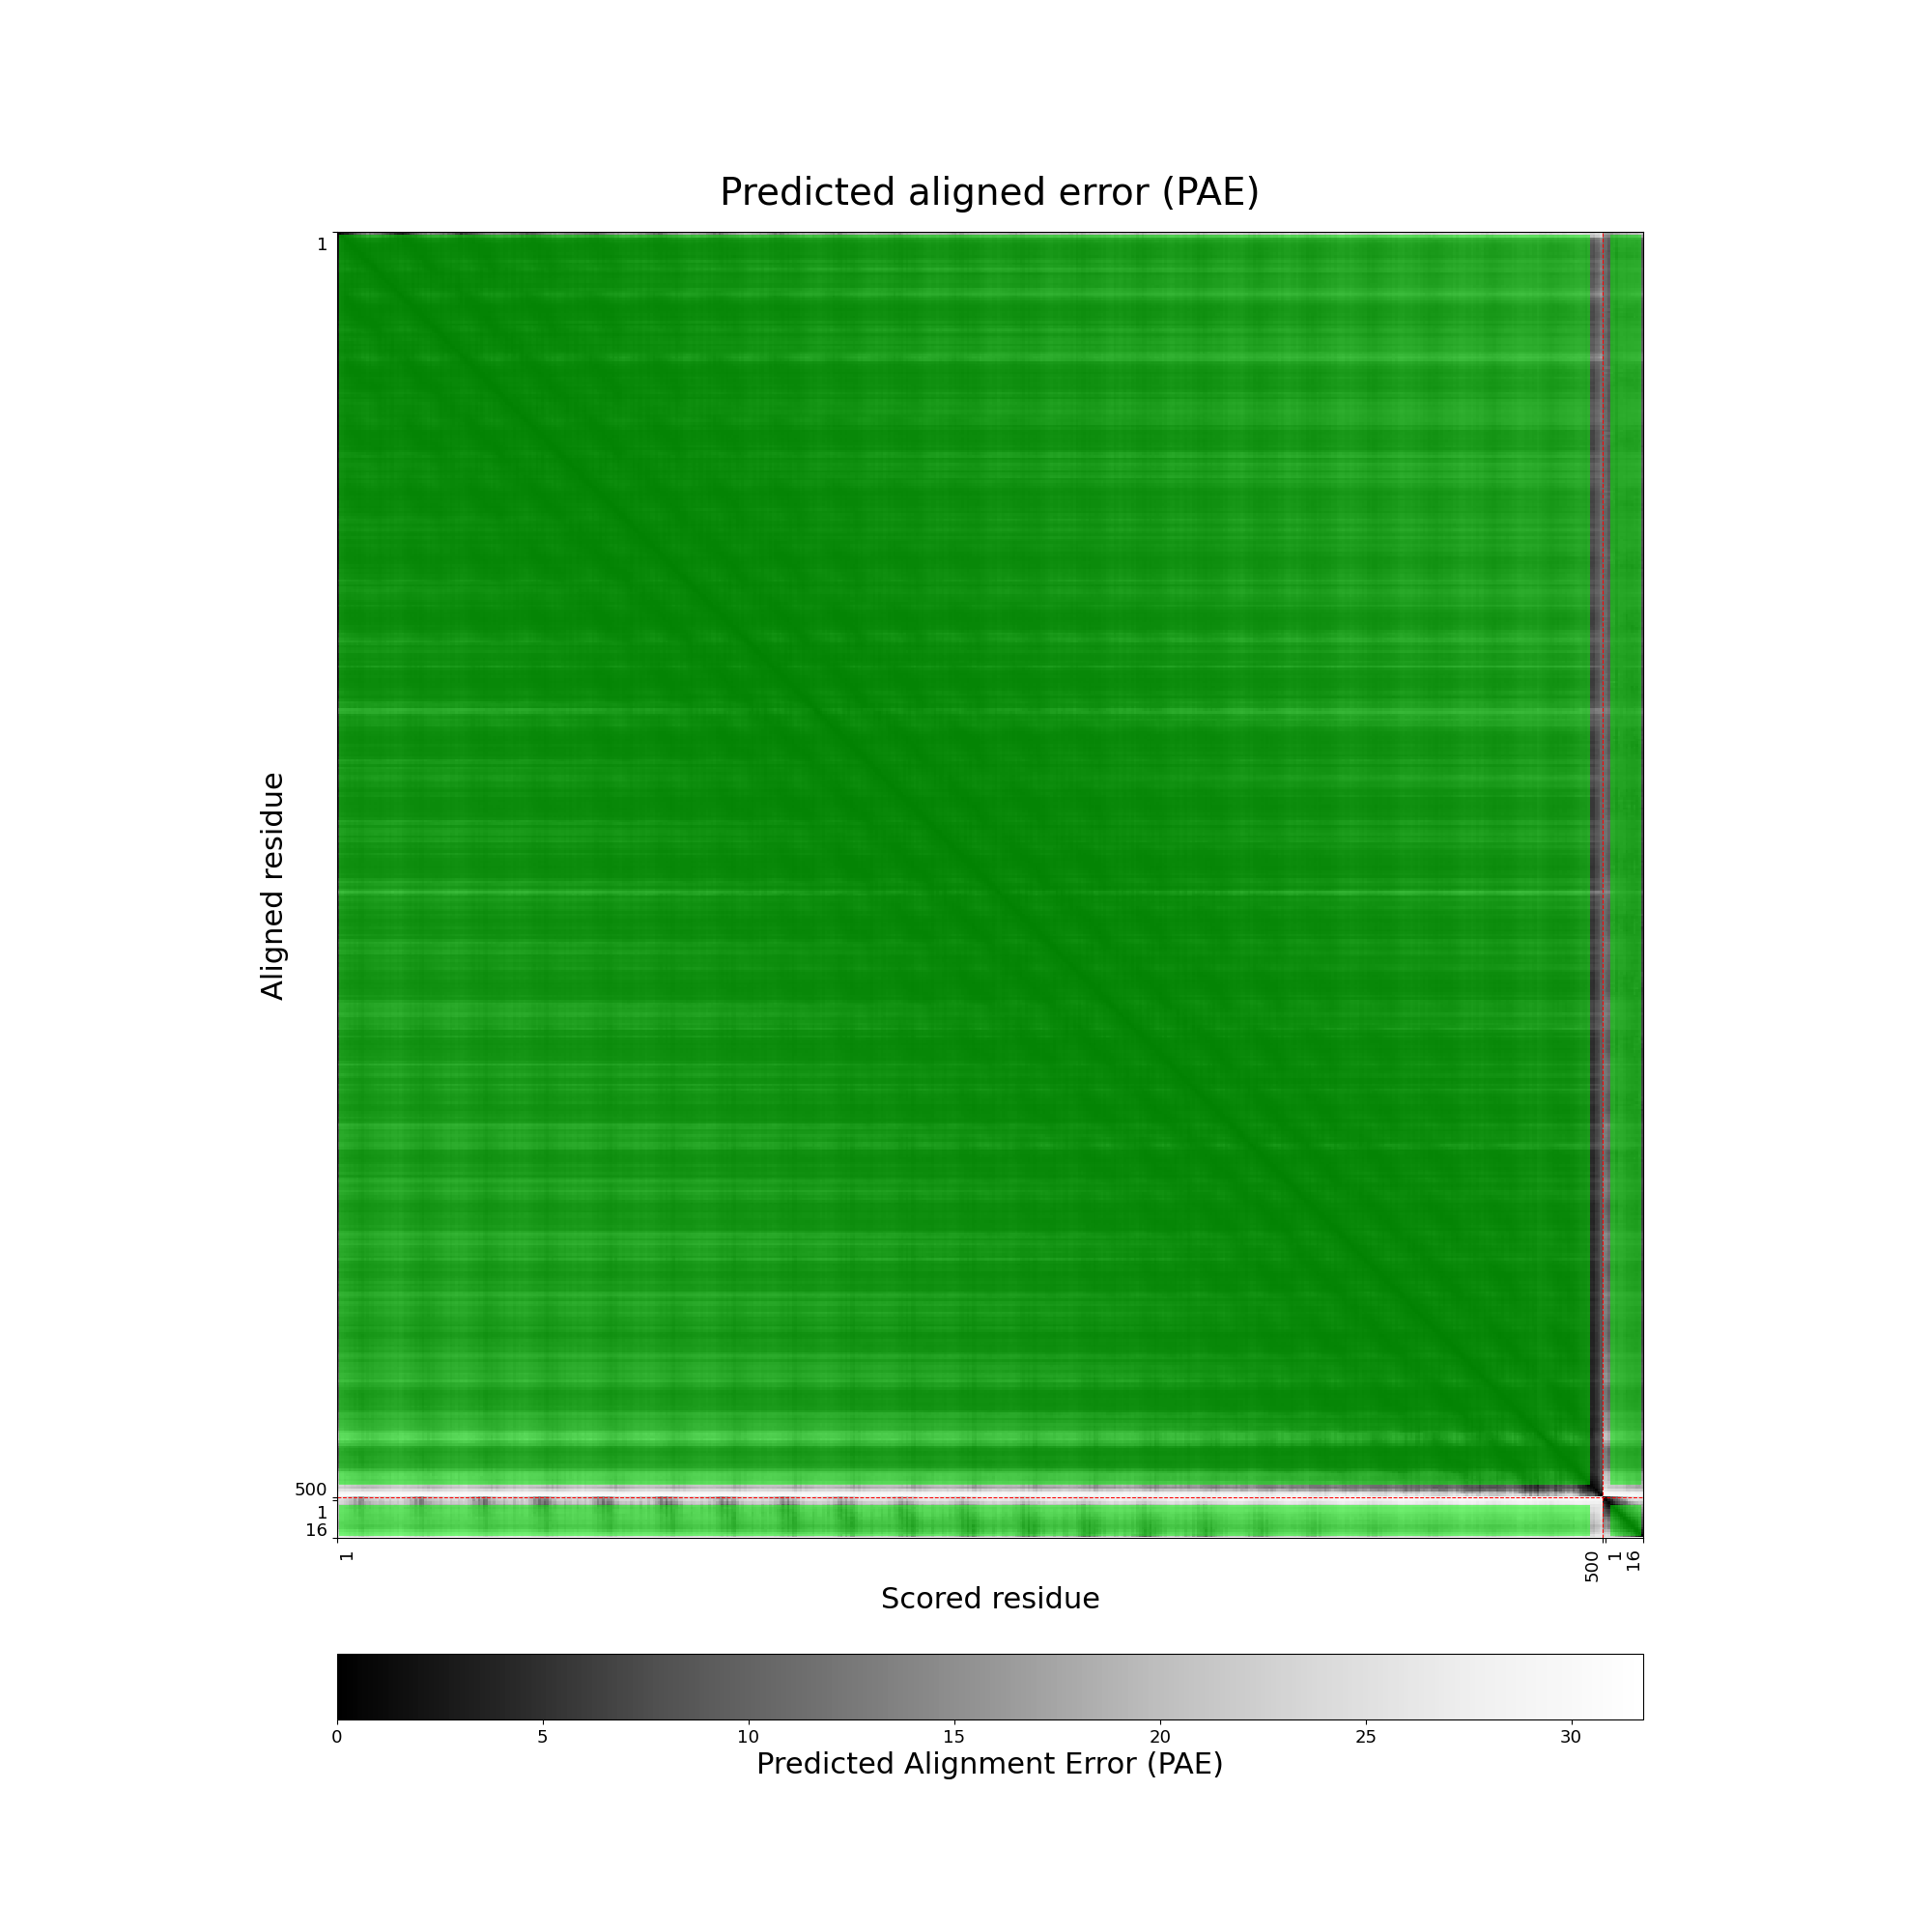 Predicted aligned error (PAE)
1
Aligned residue
500
1
16
1
500
1
16
Scored residue
0 5 10 15 20 25 30
Predicted Alignment Error (PAE)